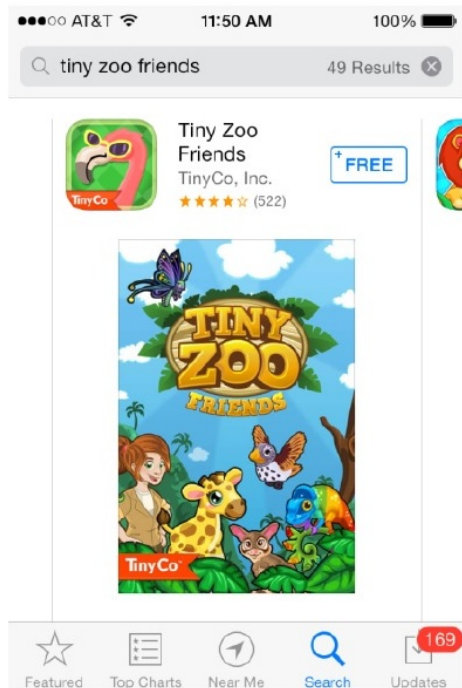 AT&T 11:50 AM 100%
tiny zoo friends 49 Results
Tiny Zoo
Friends
TinyCo, Inc.
(522)
+ FREE
TinyCo
TINY
ZOO
FRIENDS
TinyCo
169
Featured Top Charts Near Me Search Updates